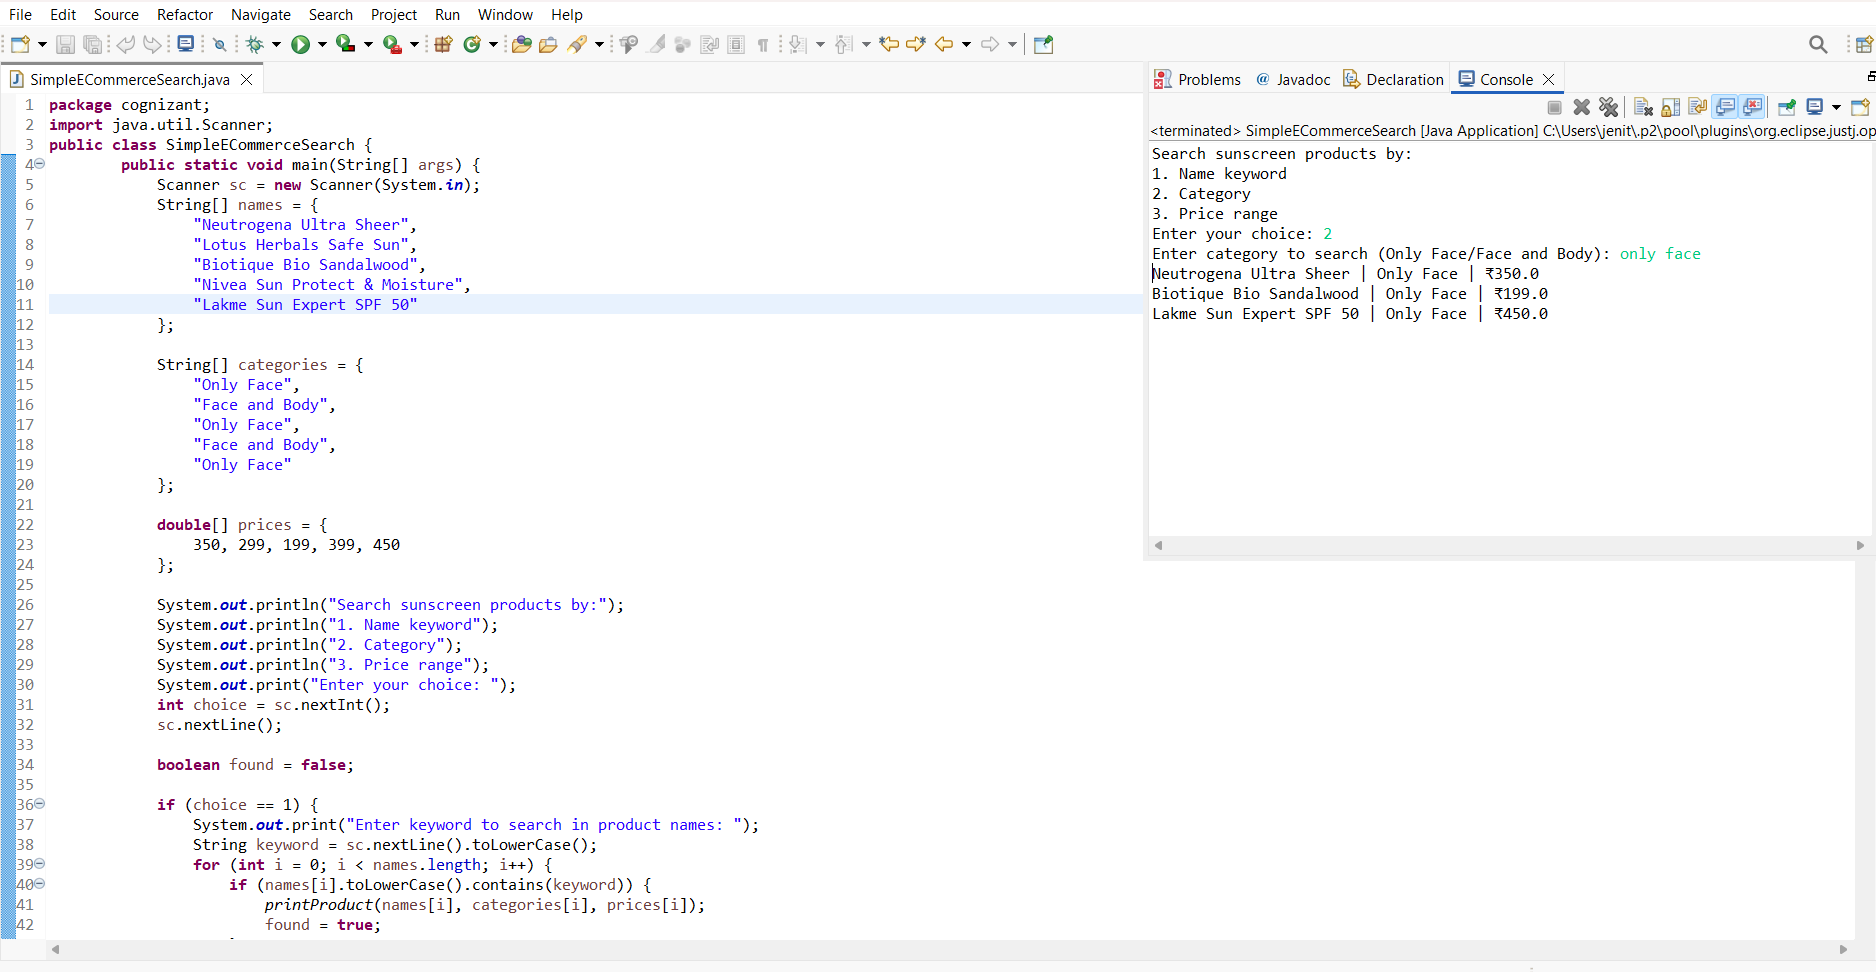 File Edit Source Refactor Navigate Search Project Run Window Help
SimpleECommerceSearch.java
1 package cognizant;
2 import java.util.Scanner;
3 public class SimpleECommerceSearch {
4 public static void main(String[] args) {
5 Scanner sc = new Scanner(System.in);
6 String[] names = {
7 "Neutrogena Ultra Sheer",
8 "Lotus Herbals Safe Sun",
9 "Biotique Bio Sandalwood",
10 "Nivea Sun Protect & Moisture",
11 "Lakme Sun Expert SPF 50"
12 };
13
14 String[] categories = {
15 "Only Face",
16 "Face and Body",
17 "Only Face",
18 "Face and Body",
19 "Only Face"
20 };
21
22 double[] prices = {
23 350, 299, 199, 399, 450
24 };
25
26 System.out.println("Search sunscreen products by:");
27 System.out.println("1. Name keyword");
28 System.out.println("2. Category");
29 System.out.println("3. Price range");
30 System.out.print("Enter your choice: ");
31 int choice = sc.nextInt();
32 sc.nextLine();
33
34 boolean found = false;
35
36 if (choice == 1) {
37 System.out.print("Enter keyword to search in product names: ");
38 String keyword = sc.nextLine().toLowerCase();
39 for (int i = 0; i < names.length; i++) {
40 if (names[i].toLowerCase().contains(keyword)) {
41 printProduct(names[i], categories[i], prices[i]);
42 found = true;
Problems @ Javadoc Declaration Console
<terminated> SimpleECommerceSearch [Java Application] C:\Users\jenit\.p2\pool\plugins\org.eclipse.justj.op
Search sunscreen products by:
1. Name keyword
2. Category
3. Price range
Enter your choice: 2
Enter category to search (Only Face/Face and Body): only face
Neutrogena Ultra Sheer | Only Face | ₹350.0
Biotique Bio Sandalwood | Only Face | ₹199.0
Lakme Sun Expert SPF 50 | Only Face | ₹450.0